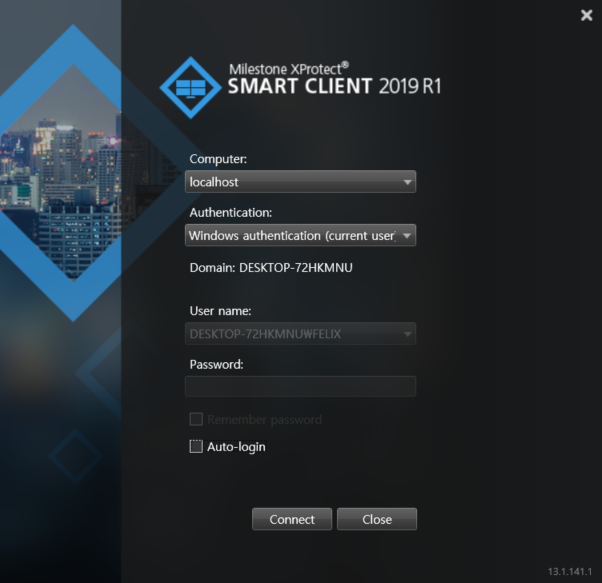 Milestone XProtect®
SMART CLIENT 2019 R1
Computer:
localhost
Authentication:
Windows authentication (current user)
Domain: DESKTOP-72HKMNU
User name:
DESKTOP-72HKMNU₩FELIX
Password:
Remember password
Auto-login
Connect
Close
13.1.141.1